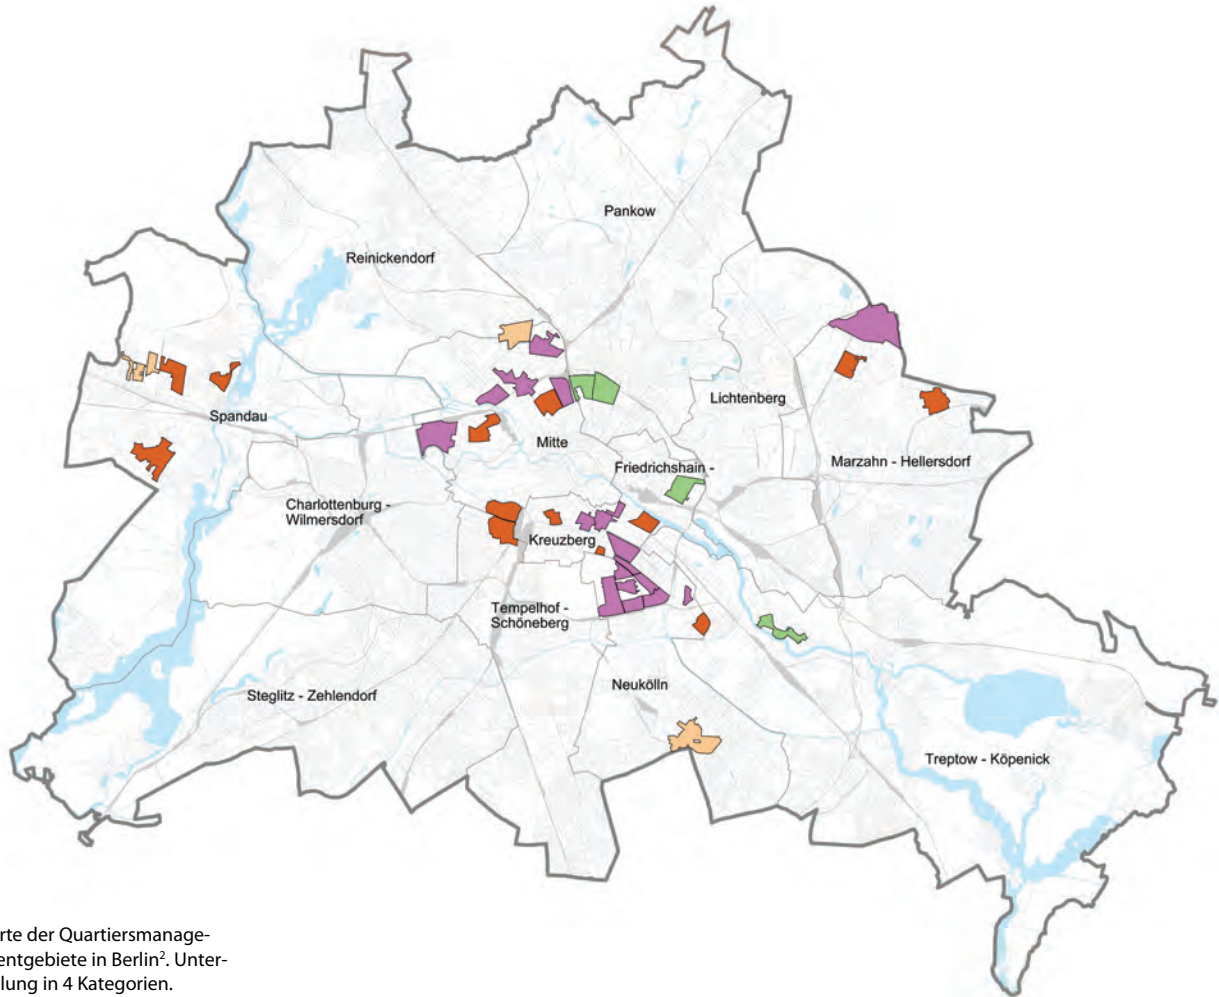 Pankow
Reinickendorf
Lichtenberg
Spandau
Mitte
Marzahn - Hellersdorf
Friedrichshain -
Charlottenburg -
Wilmersdorf
Kreuzberg
Tempelhof -
Schöneberg
Neukölln
Steglitz - Zehlendorf
Treptow - Köpenick
rte der Quartiersmanage-
entgebiete in Berlin². Unter-
lung in 4 Kategorien.